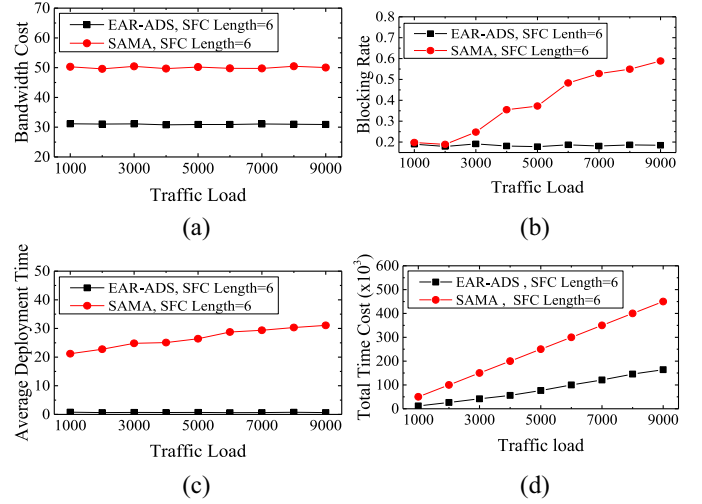 EAR-ADS, SFC Length=6
SAMA, SFC Length=6
Bandwidth Cost
70
60
50
40
30
20
1000 3000 5000 7000 9000
Traffic Load
(a)
EAR-ADS, SFC Length=6
SAMA, SFC Length=6
Blocking Rate
0.8
0.7
0.6
0.5
0.4
0.3
0.2
1000 3000 5000 7000 9000
Traffic Load
(b)
EAR-ADS, SFC Length=6
SAMA, SFC Length=6
Average Deployment Time
50
40
30
20
10
0
1000 3000 5000 7000 9000
Traffic Load
(c)
EAR-ADS , SFC Length=6
SAMA , SFC Length=6
Total Time Cost (x10³)
600
500
400
300
200
100
0
1000 3000 5000 7000 9000
Traffic load
(d)